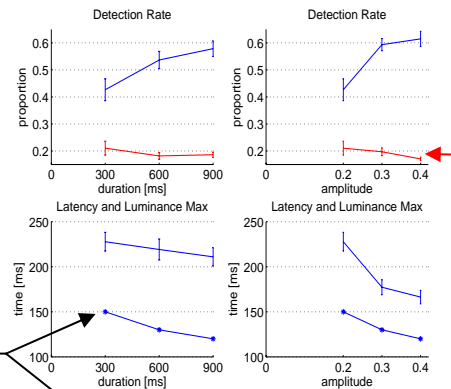 Detection Rate
0.6
0.5
0.4
0.3
0.2
proportion
0 300 600 900
duration [ms]
Detection Rate
0.6
0.5
0.4
0.3
0.2
proportion
0 0.2 0.3 0.4
amplitude
Latency and Luminance Max
250
200
150
100
time [ms]
0 300 600 900
duration [ms]
Latency and Luminance Max
250
200
150
100
time [ms]
0.2 0.3 0.4
amplitude